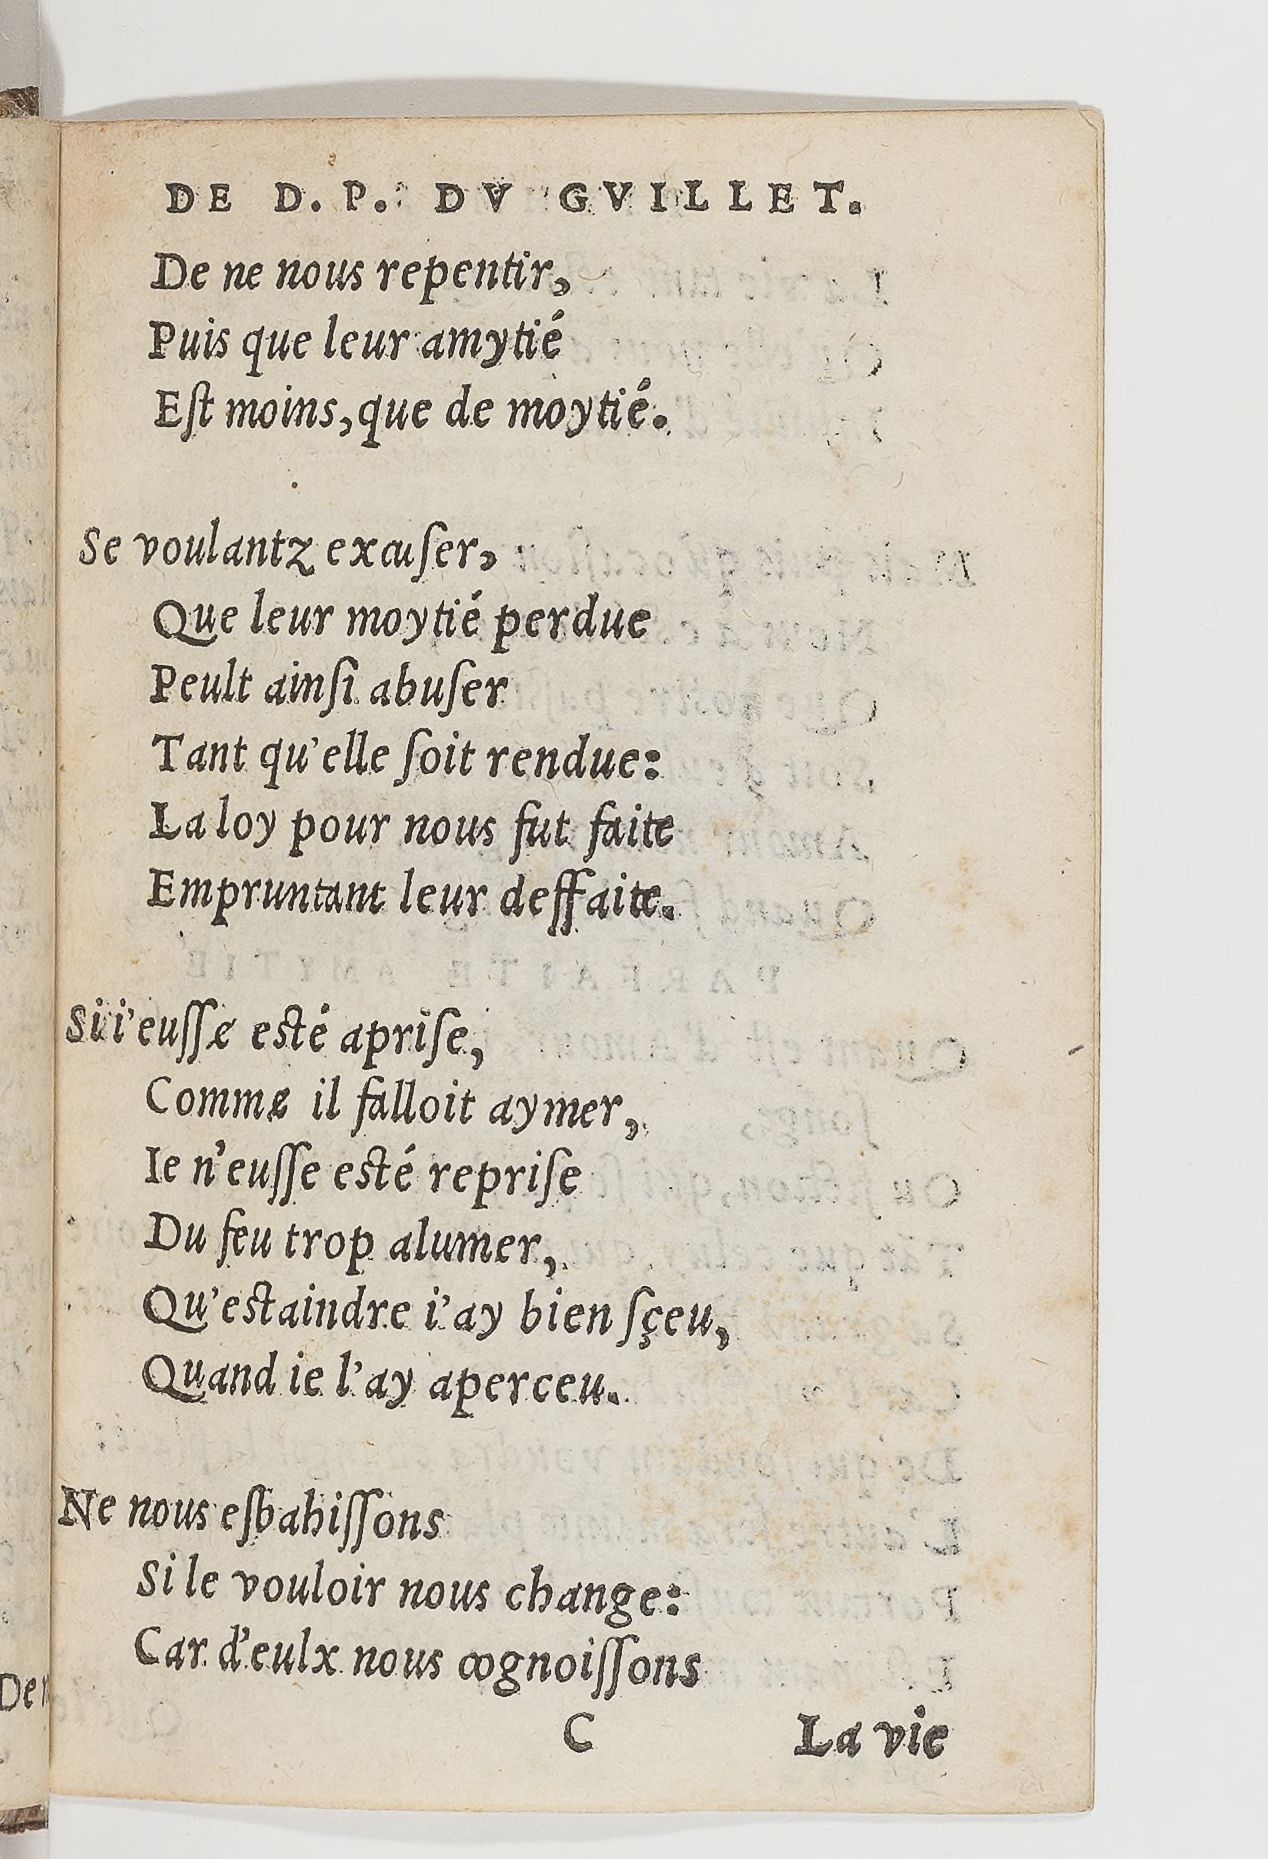 DE D. P. DV GVILLET.
De ne nous repentir,
Puis que leur amytié
Eſt moins, que de moytié.
Se voulantz excuſer,
Que leur moytié perdue
Peult ainſi abuſer
Tant qu'elle ſoit rendue:
La loy pour nous fut faite
Empruntant leur deffaite.
Si i'euſſe eſté apriſe,
Comme il falloit aymer,
Ie n'euſſe eſté repriſe
Du feu trop alumer,
Qu'eſtaindre i'ay bien ſçeu,
Quand ie l'ay aperceu.
Ne nous eſbahiſſons
Si le vouloir nous change:
Car d'eulx nous cognoiſſons
C La vie